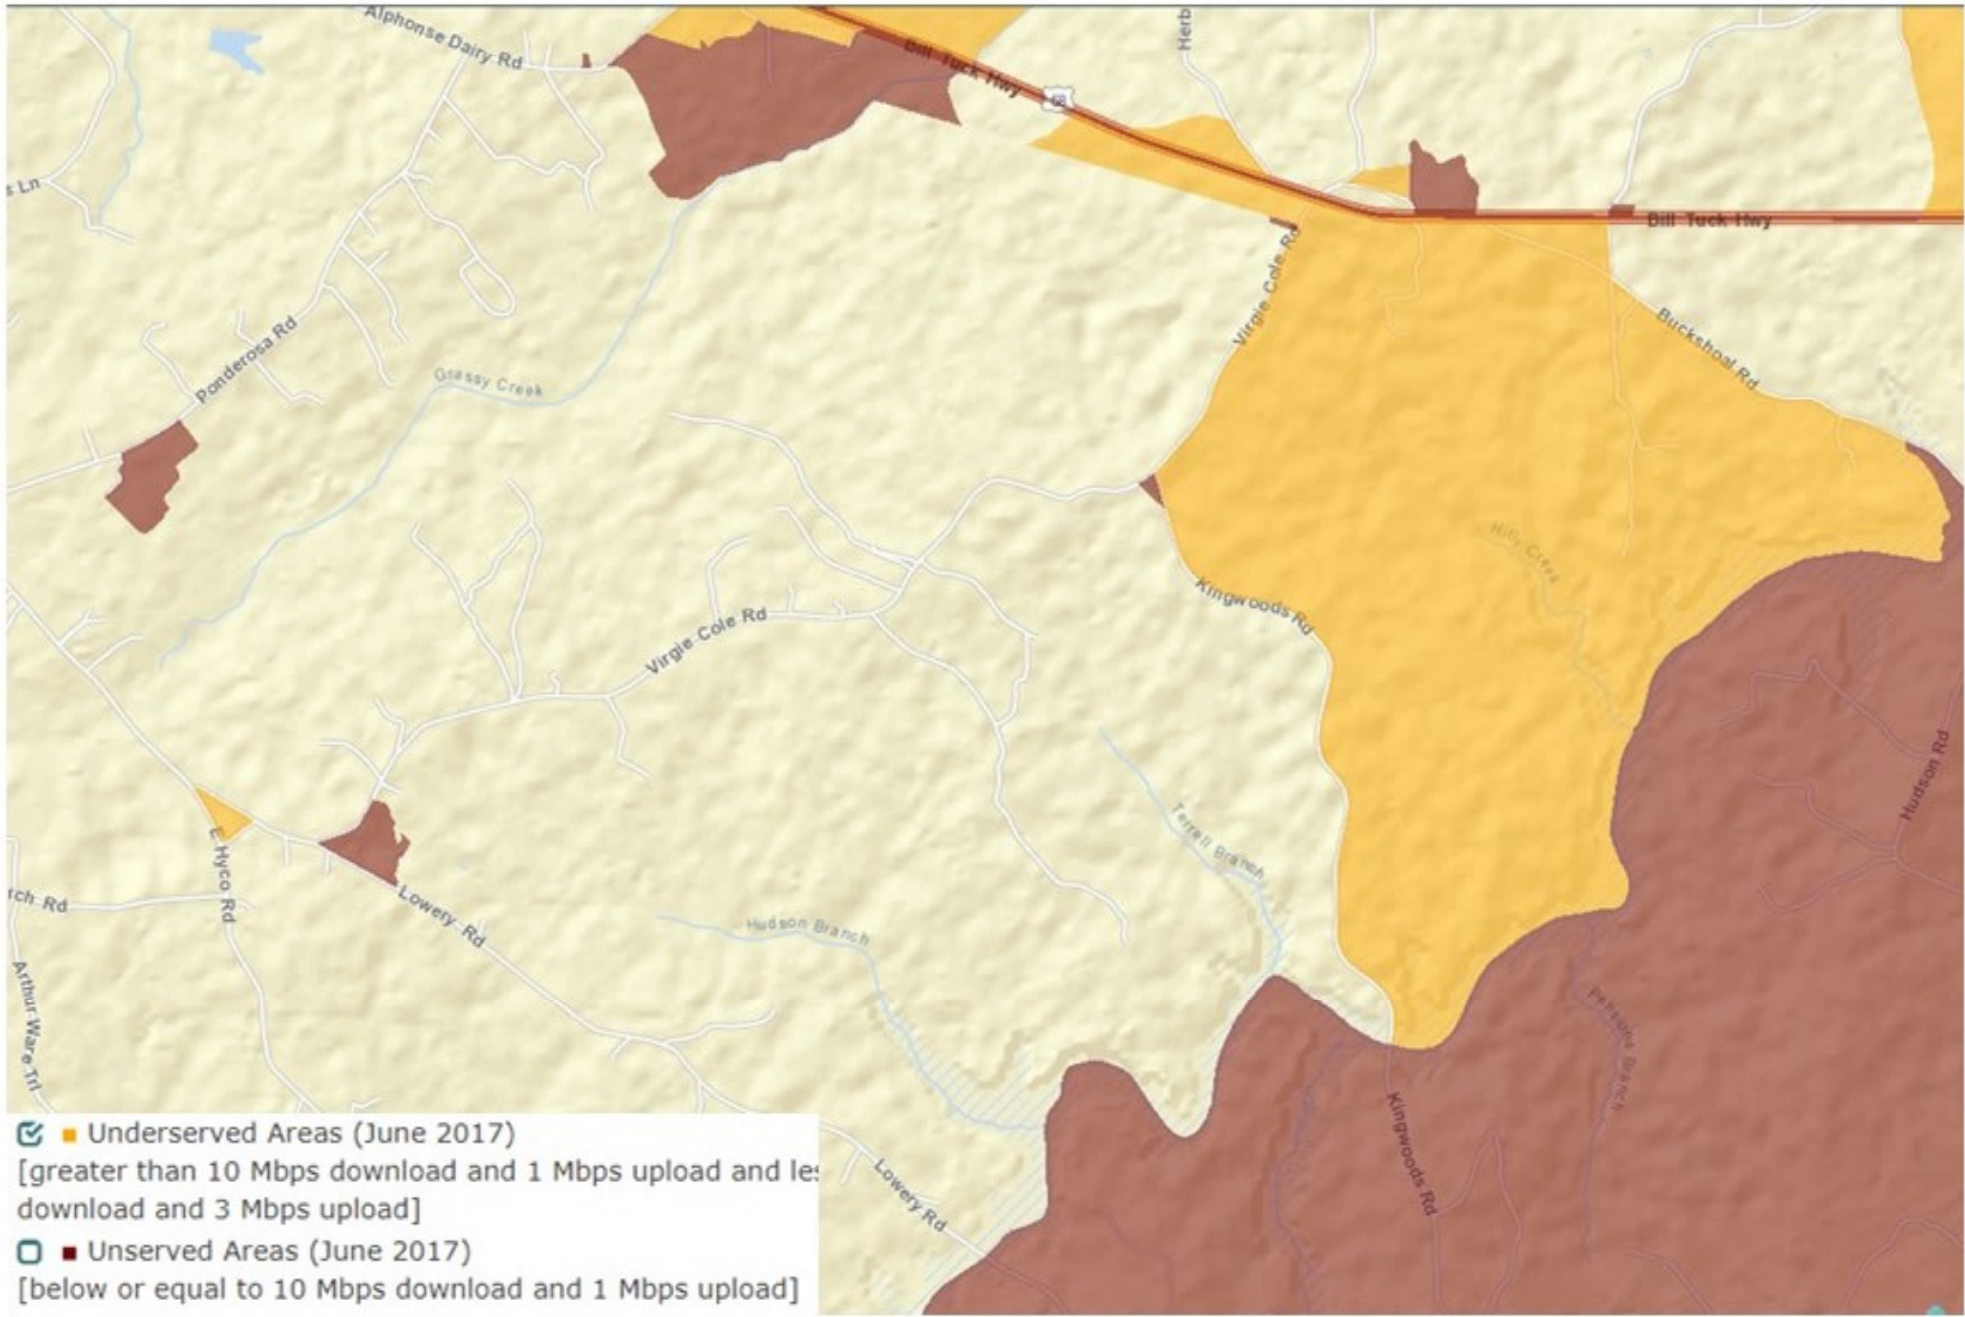 Alphonse Dairy Rd
Bill Tuck Hwy
Herb
58
s Ln
Bill Tuck Hwy
Virgie Cole Rd
Buckshoal Rd
Ponderosa Rd
Grassy Creek
Hilly Creek
Kingwoods Rd
Virgie Cole Rd
Hudson Rd
Terrell Branch
E Hyco Rd
rch Rd
Lowery Rd
Hudson Branch
Arthur Ware Trl
Parsons Branch
Kingwoods Rd
Lowery Rd
Underserved Areas (June 2017)
[greater than 10 Mbps download and 1 Mbps upload and les
download and 3 Mbps upload]
Unserved Areas (June 2017)
[below or equal to 10 Mbps download and 1 Mbps upload]